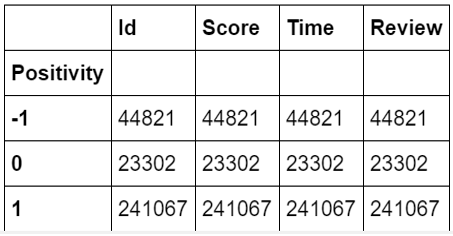 Id Score Time Review
Positivity
-1 44821 44821 44821 44821
0 23302 23302 23302 23302
1 241067 241067 241067 241067